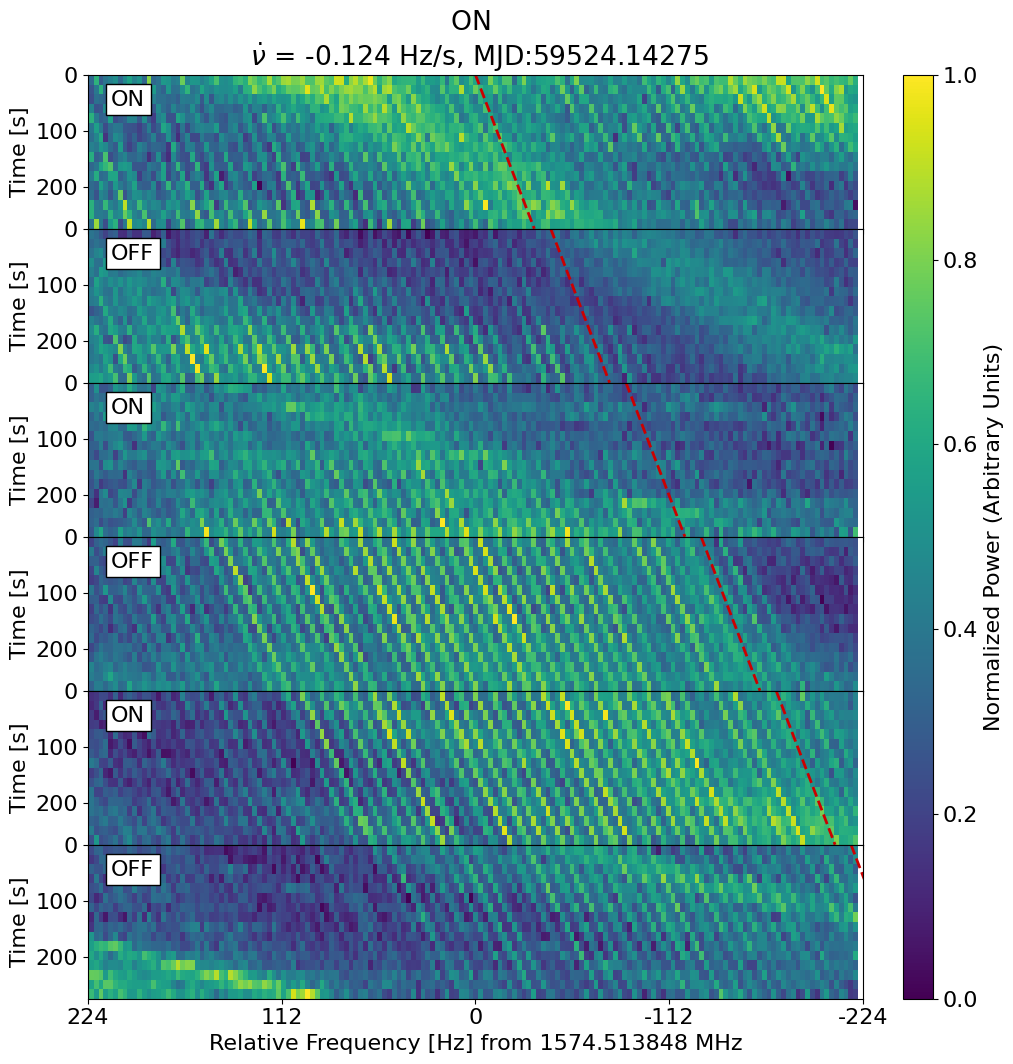 ON
ν̇ = -0.124 Hz/s, MJD:59524.14275
ON
OFF
ON
OFF
ON
OFF
Time [s]
0
100
200
Time [s]
0
100
200
Time [s]
0
100
200
Time [s]
0
100
200
Time [s]
0
100
200
Time [s]
0
100
200
224
112
0
-112
-224
Relative Frequency [Hz] from 1574.513848 MHz
1.0
0.8
0.6
0.4
0.2
0.0
Normalized Power (Arbitrary Units)